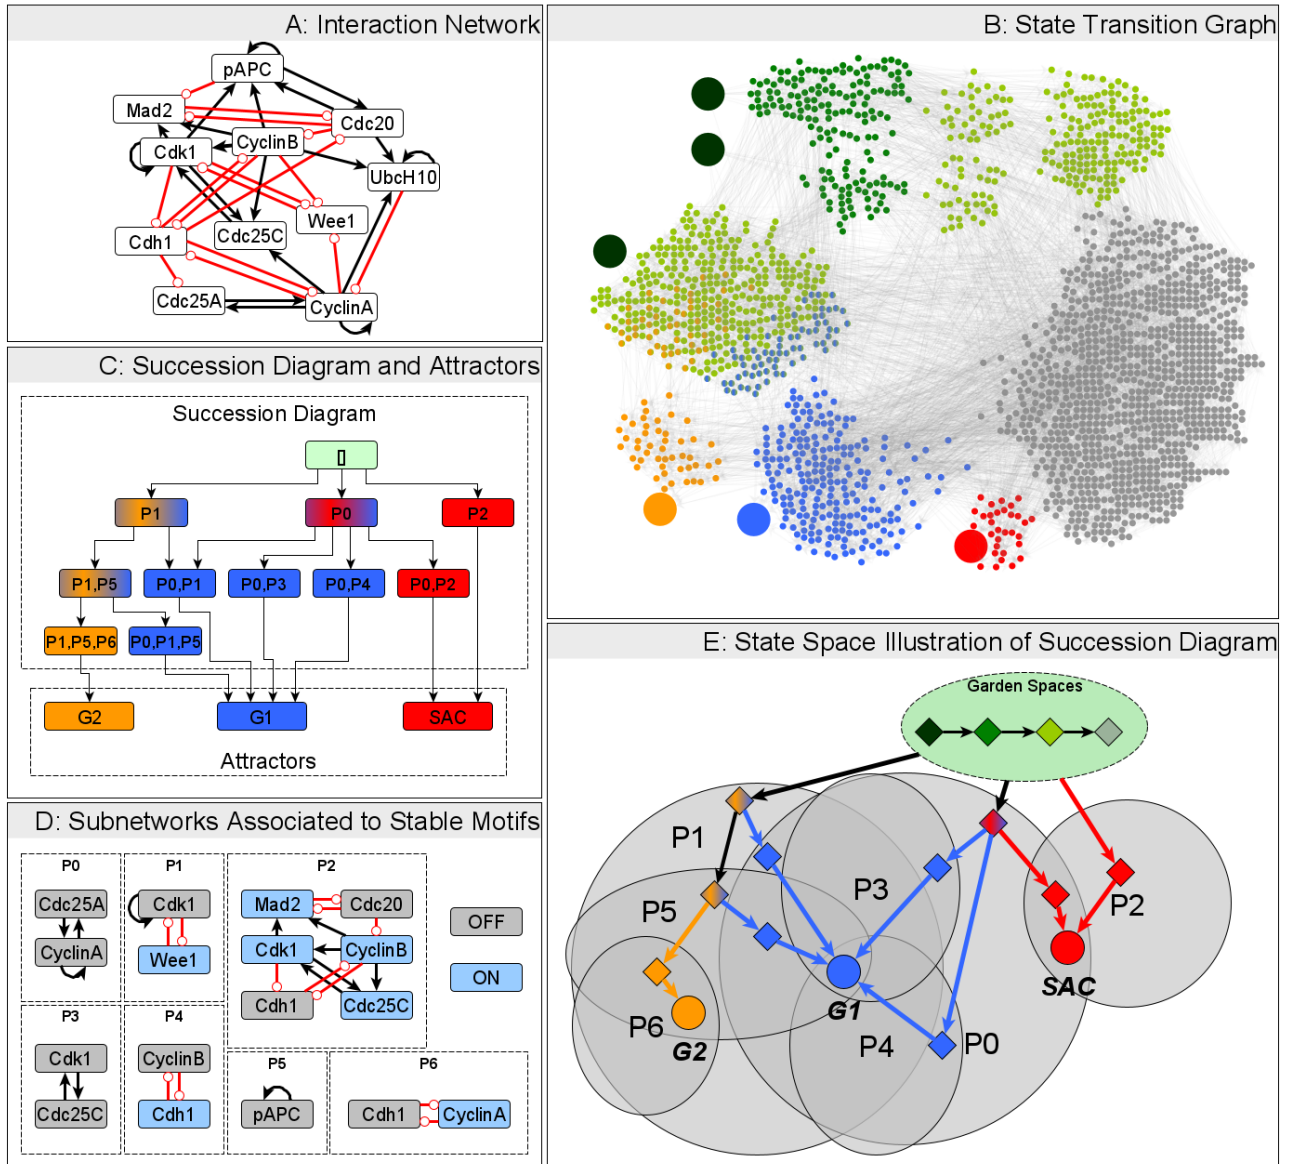 A: Interaction Network
pAPC
Mad2
Cdc20
CyclinB
Cdk1
UbcH10
Wee1
Cdh1
Cdc25C
Cdc25A
CyclinA
B: State Transition Graph
C: Succession Diagram and Attractors
Succession Diagram
[]
P1
P0
P2
P1,P5
P0,P1
P0,P3
P0,P4
P0,P2
P1,P5,P6
P0,P1,P5
G2
G1
SAC
Attractors
D: Subnetworks Associated to Stable Motifs
P0
Cdc25A
CyclinA
P1
Cdk1
Wee1
P2
Mad2
Cdc20
Cdk1
CyclinB
Cdh1
Cdc25C
OFF
ON
P3
Cdk1
Cdc25C
P4
CyclinB
Cdh1
P5
pAPC
P6
Cdh1
CyclinA
E: State Space Illustration of Succession Diagram
Garden Spaces
P1
P3
P5
P2
SAC
G1
P6
G2
P4
P0